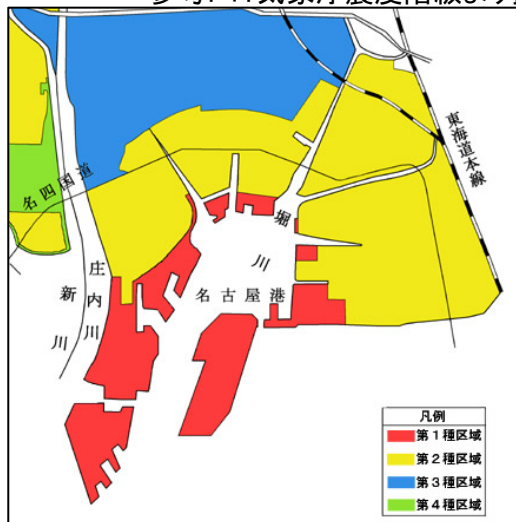 東海道本線
名四国道
堀川
庄内川
新川
名古屋港
凡例
第1種区域
第2種区域
第3種区域
第4種区域